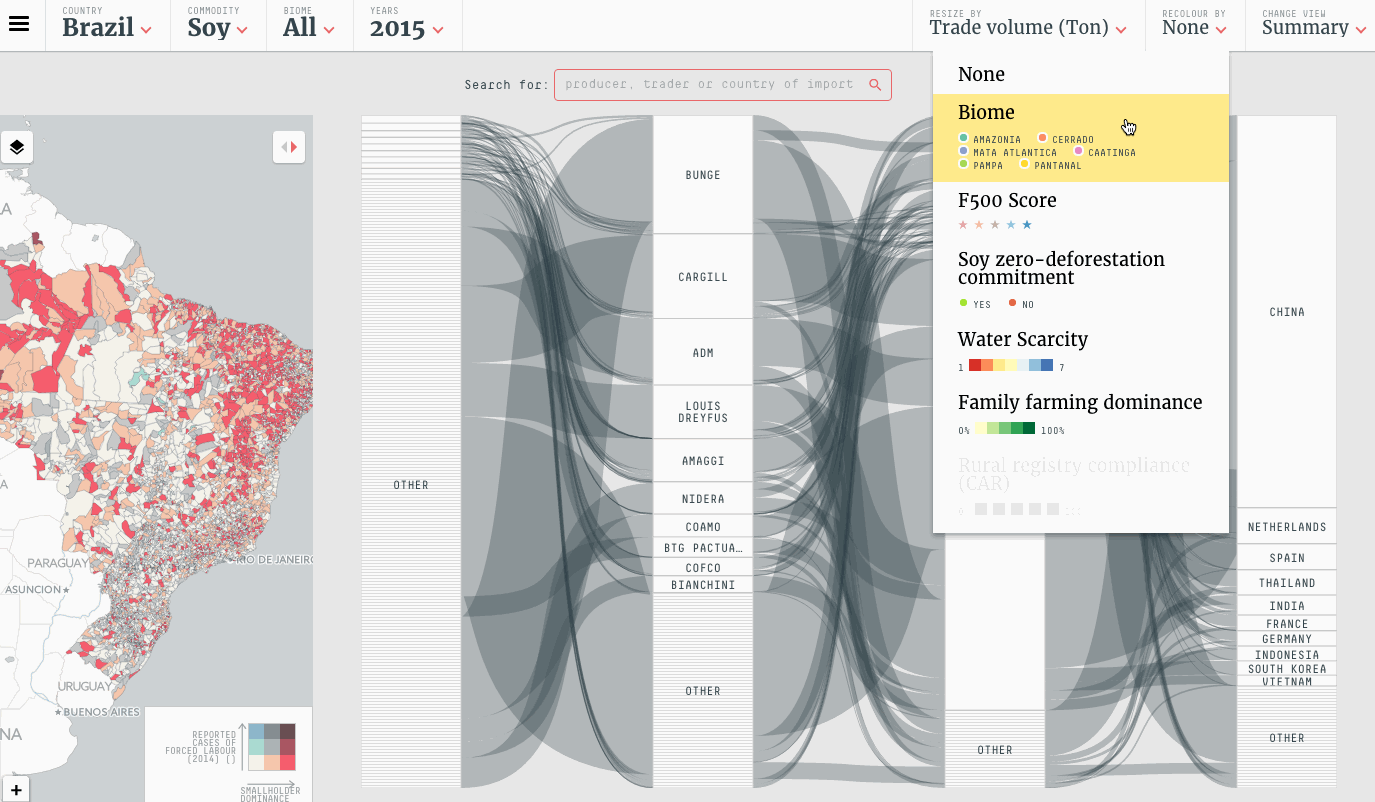 COUNTRY
Brazil
COMMODITY
Soy
BIOME
All
YEARS
2015
RESIZE BY
Trade volume (Ton)
RECOLOUR BY
None
CHANGE VIEW
Summary
Search for:
producer, trader or country of import
None
Biome
AMAZONIA
CERRADO
MATA ATLANTICA
CAATINGA
PAMPA
PANTANAL
F500 Score
Soy zero-deforestation
commitment
YES
NO
Water Scarcity
1
7
Family farming dominance
0%
100%
Rural registry compliance
(CAR)
A
A
PARAGUAY
ASUNCION
RIO DE JANEIRO
URUGUAY
BUENOS AIRES
NA
REPORTED
CASES OF
FORCED LABOUR
(2014) ()
SMALLHOLDER
DOMINANCE
+
OTHER
BUNGE
CARGILL
ADM
LOUIS
DREYFUS
AMAGGI
NIDERA
COAMO
BTG PACTUA…
COFCO
BIANCHINI
OTHER
OTHER
CHINA
NETHERLANDS
SPAIN
THAILAND
INDIA
FRANCE
GERMANY
INDONESIA
SOUTH KOREA
VIETNAM
OTHER